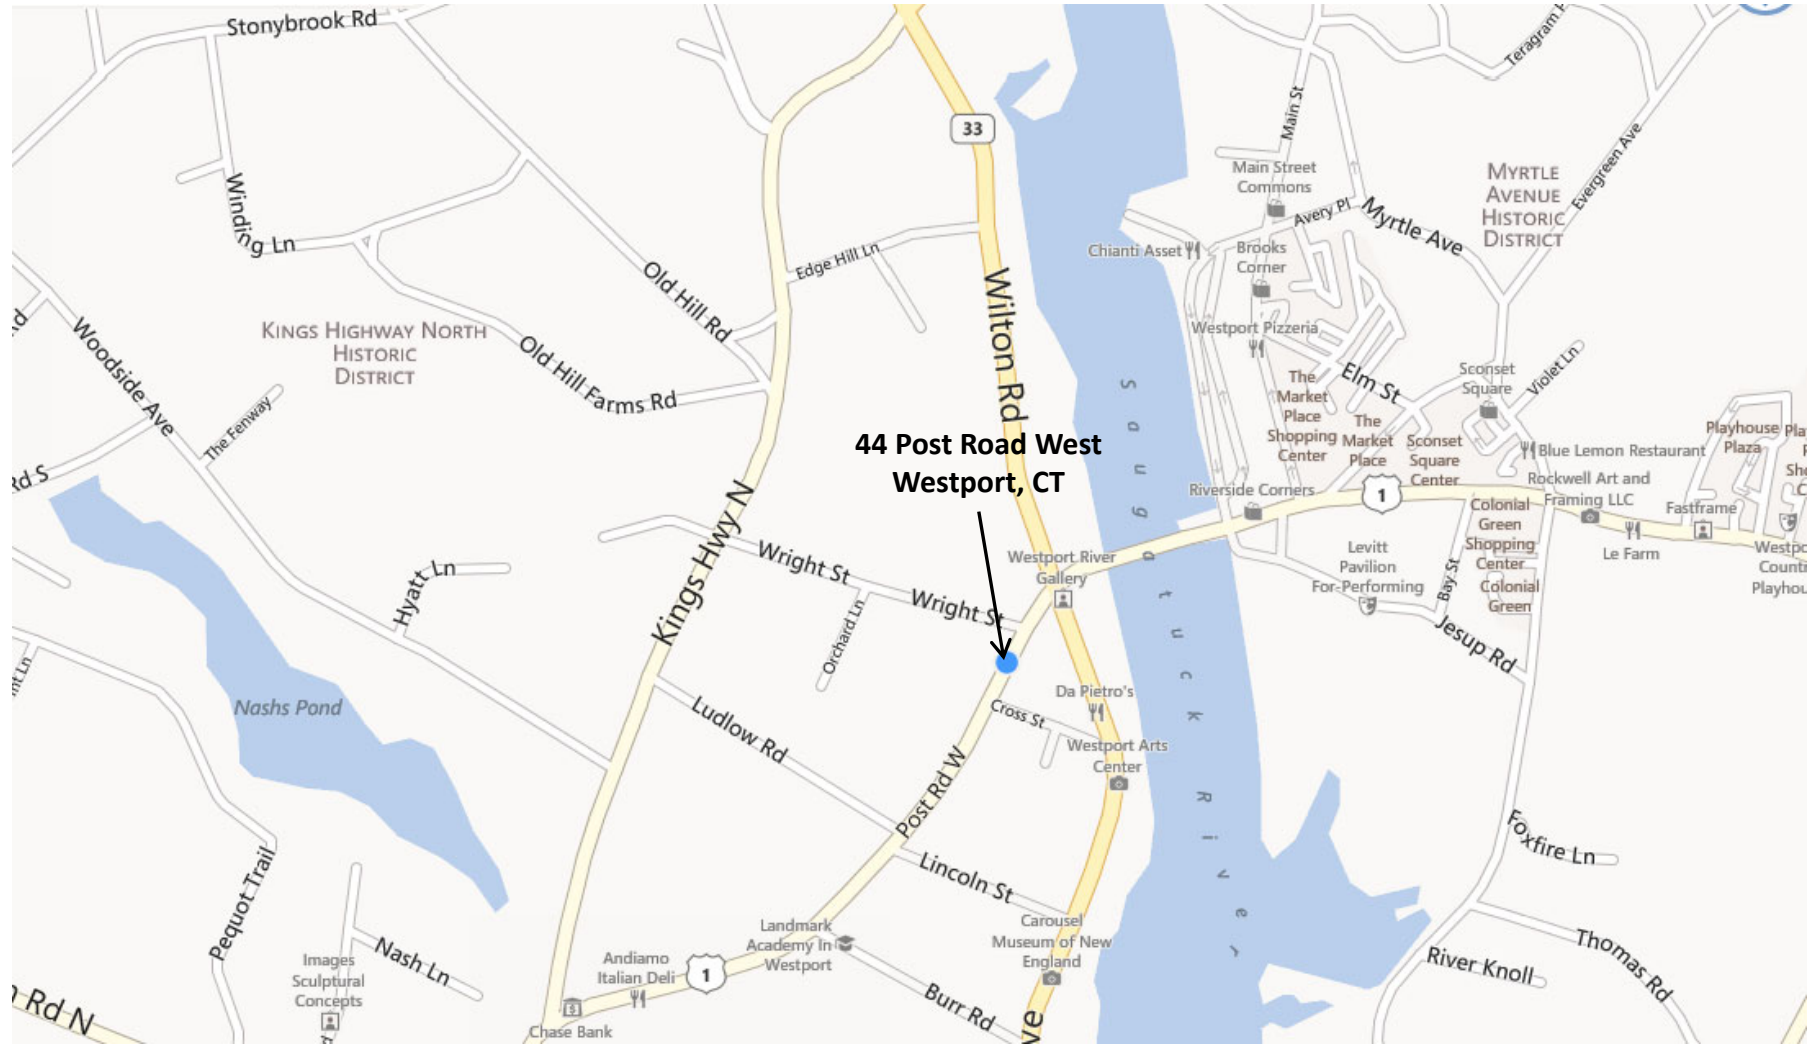 Stonybrook Rd
Teragram P
33
Main St
Main Street
Commons
MYRTLE
AVENUE
HISTORIC
DISTRICT
Evergreen Ave
Winding Ln
Avery Pl
Myrtle Ave
Chianti Asset
Brooks
Corner
Edge Hill Ln
Old Hill Rd
Wilton Rd
Woodside Ave
KINGS HIGHWAY NORTH
HISTORIC
DISTRICT
Old Hill Farms Rd
The Fenway
Westport Pizzeria
Elm St
Sconset
Square
Violet Ln
The
Market
Place
Shopping
Center
The
Market
Place
Sconset
Square
Center
Playhouse
Plaza
Blue Lemon Restaurant
Rd S
44 Post Road West
Westport, CT
Saugatuck River
Riverside Corners
1
Rockwell Art and
Framing LLC
Fastframe
Colonial
Green
Shopping
Center
Colonial
Green
Le Farm
Kings Hwy N
Wright St
Wright St
Westport River
Gallery
Levitt
Pavilion
For-Performing
Bay St
Jesup Rd
Westpo
Count
Playhou
Hyatt Ln
Orchard Ln
Nashs Pond
Ludlow Rd
Cross St
Da Pietro's
Westport Arts
Center
Post Rd W
Lincoln St
Foxfire Ln
Pequot Trail
Landmark
Academy In
Westport
Carousel
Museum of New
England
Thomas Rd
River Knoll
Images
Sculptural
Concepts
Nash Ln
Andiamo
Italian Deli
1
Burr Rd
Chase Bank
Rd N
ve